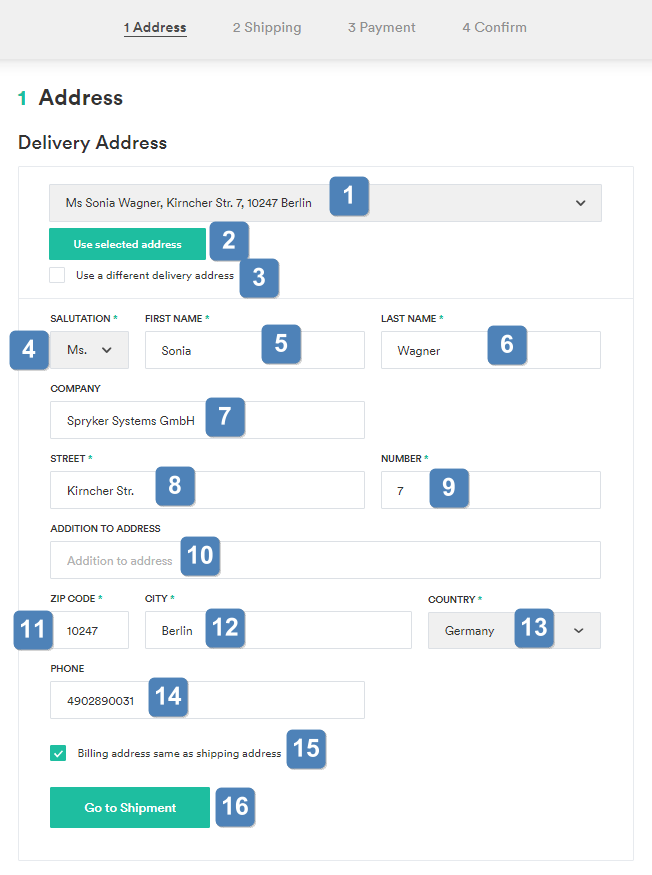 1 Address 2 Shipping 3 Payment 4 Confirm
1 Address
Delivery Address
Ms Sonia Wagner, Kirncher Str. 7, 10247 Berlin 1
Use selected address 2
Use a different delivery address 3
SALUTATION * FIRST NAME * LAST NAME *
4 Ms. Sonia 5 Wagner 6
COMPANY
Spryker Systems GmbH 7
STREET * NUMBER *
Kirncher Str. 8 7 9
ADDITION TO ADDRESS
Addition to address 10
ZIP CODE * CITY * COUNTRY *
11 10247 Berlin 12 Germany 13
PHONE
4902890031 14
Billing address same as shipping address 15
Go to Shipment 16